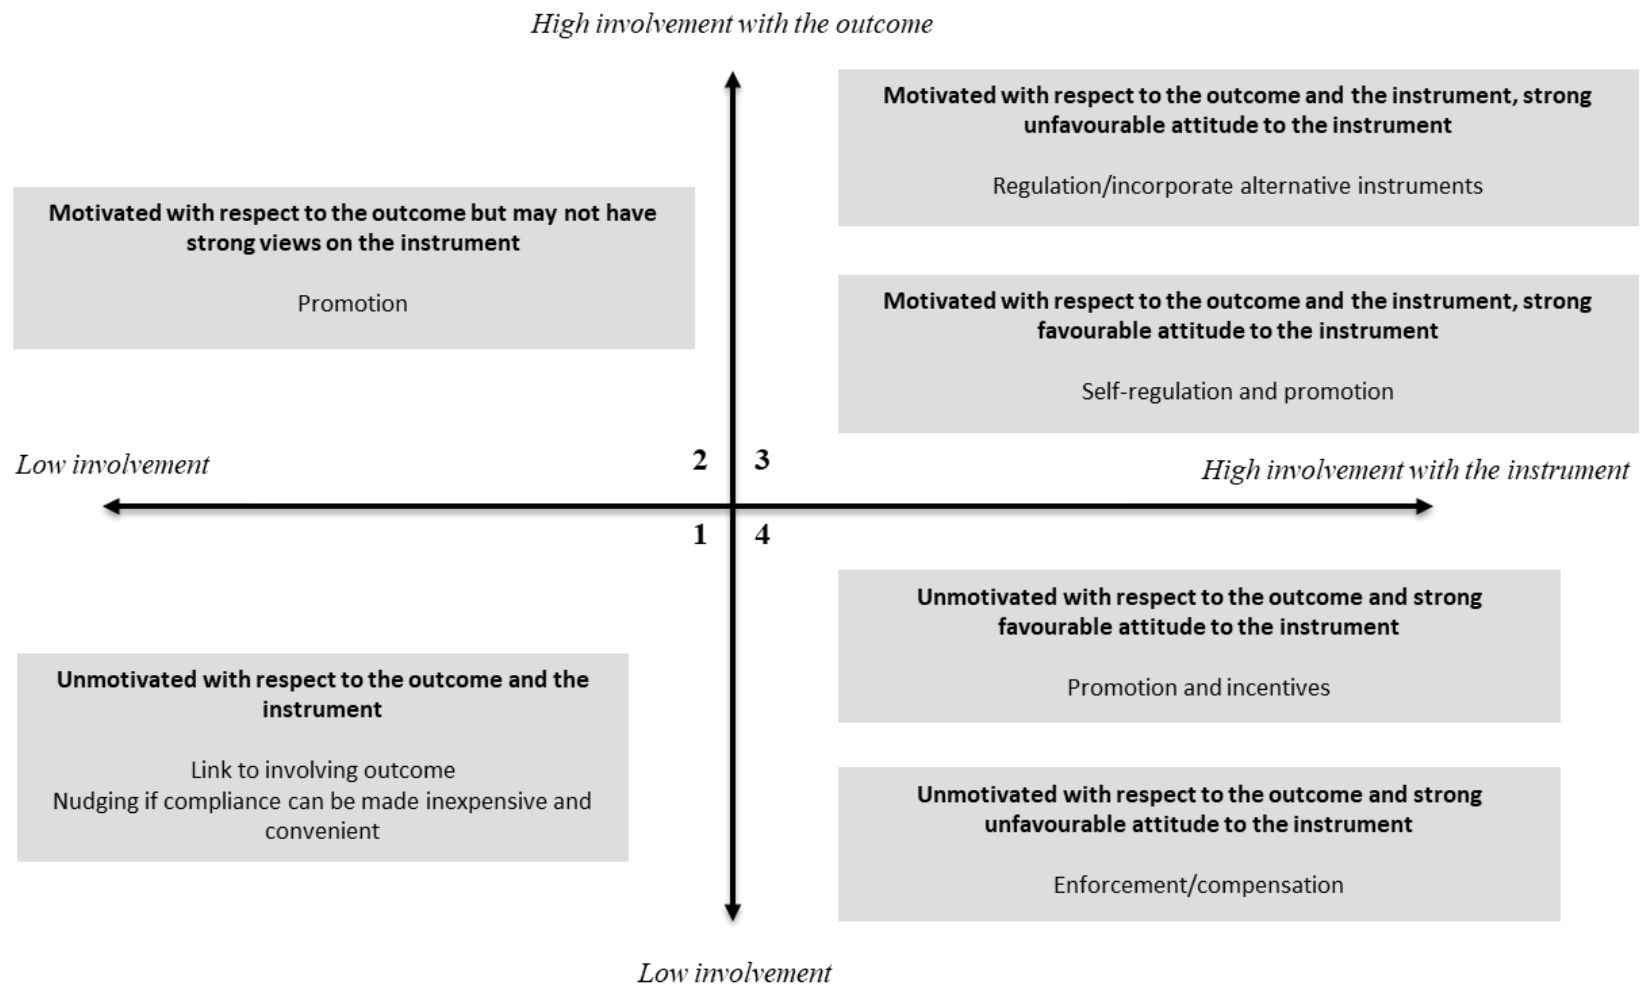 High involvement with the outcome
Motivated with respect to the outcome and the instrument, strong
unfavourable attitude to the instrument
Regulation/incorporate alternative instruments
Motivated with respect to the outcome but may not have
strong views on the instrument
Promotion
Motivated with respect to the outcome and the instrument, strong
favourable attitude to the instrument
Self-regulation and promotion
Low involvement
2
3
High involvement with the instrument
1
4
Unmotivated with respect to the outcome and strong
favourable attitude to the instrument
Promotion and incentives
Unmotivated with respect to the outcome and the
instrument
Link to involving outcome
Nudging if compliance can be made inexpensive and
convenient
Unmotivated with respect to the outcome and strong
unfavourable attitude to the instrument
Enforcement/compensation
Low involvement